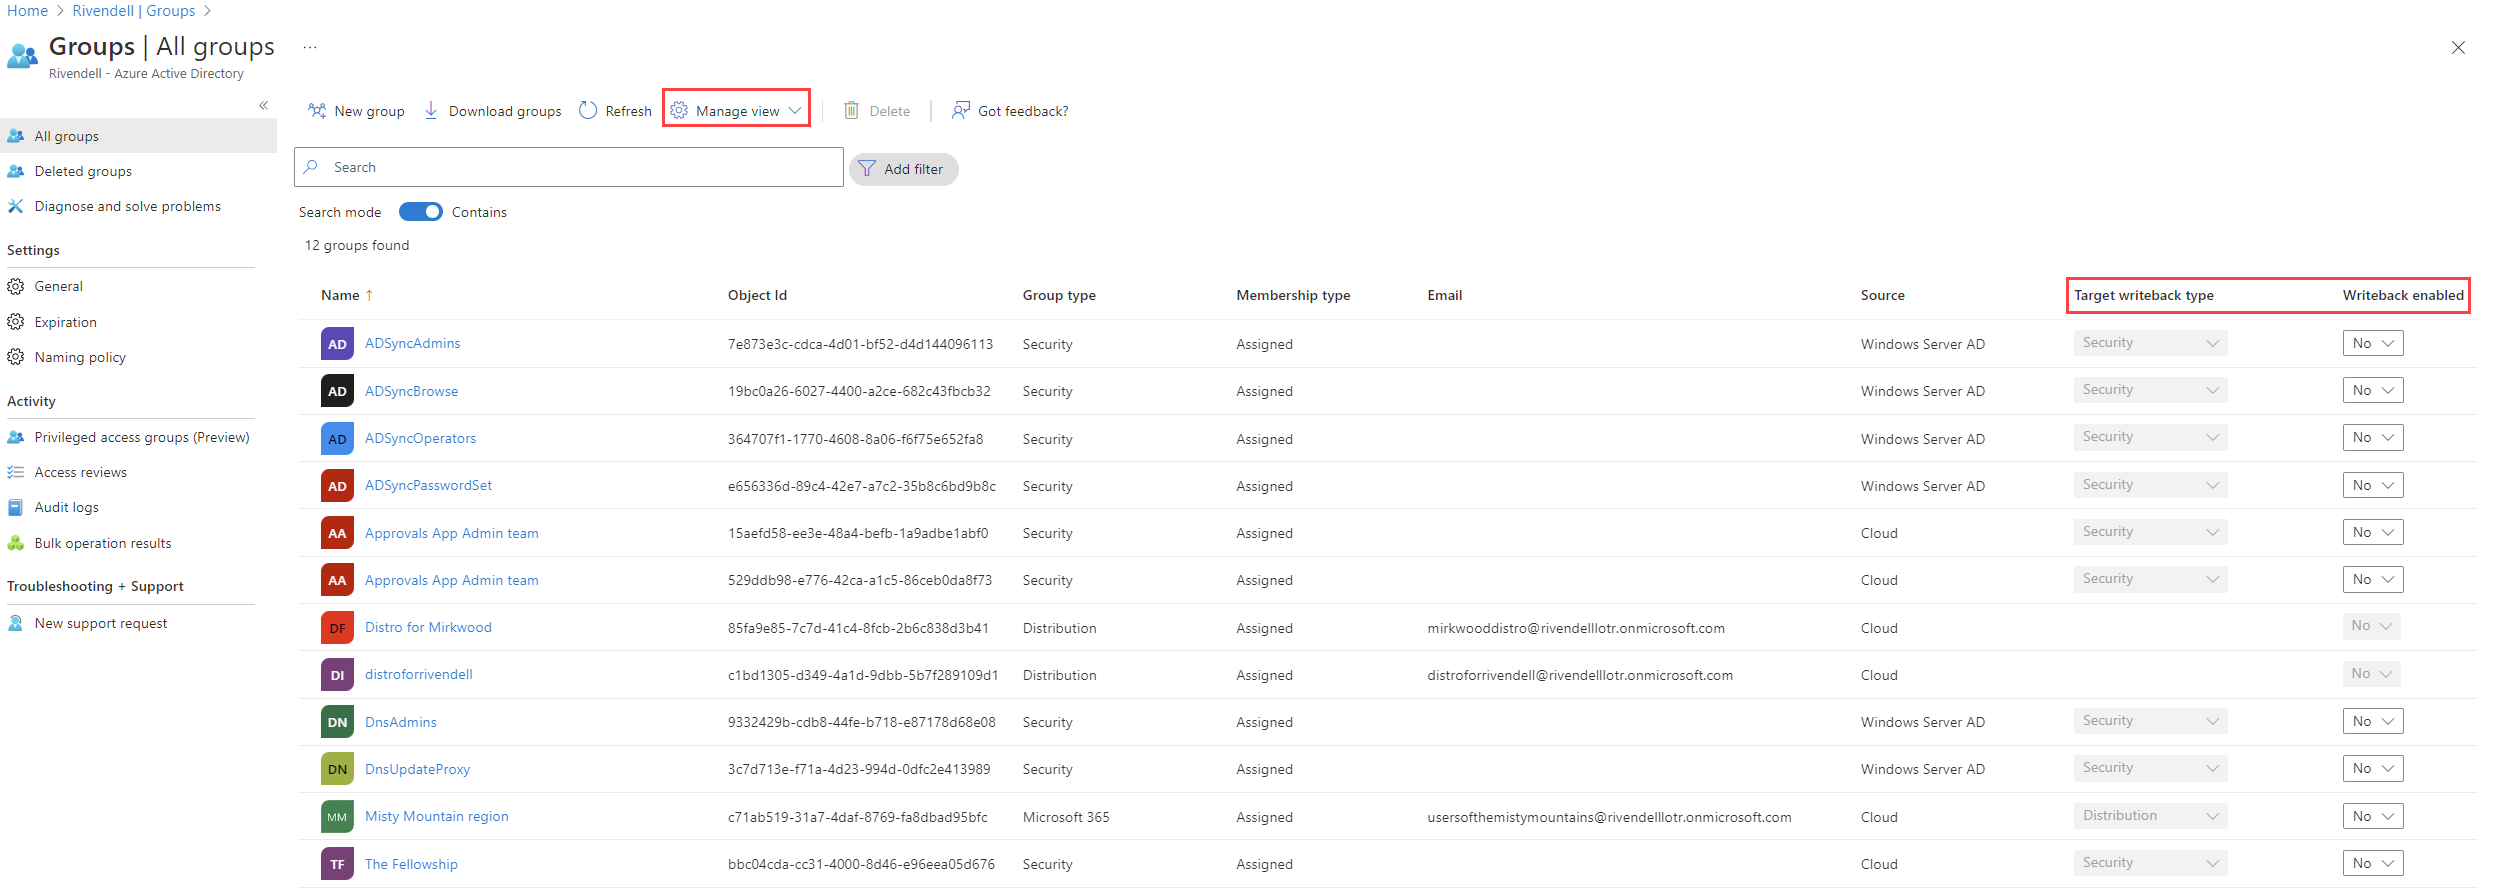 Home > Rivendell | Groups >
Groups | All groups ...
Rivendell - Azure Active Directory
«
All groups
Deleted groups
Diagnose and solve problems
Settings
General
Expiration
Naming policy
Activity
Privileged access groups (Preview)
Access reviews
Audit logs
Bulk operation results
Troubleshooting + Support
New support request
New group Download groups Refresh Manage view Delete Got feedback?
Search Add filter
Search mode Contains
12 groups found
Name ↑ Object Id Group type Membership type Email Source Target writeback type Writeback enabled
AD ADSyncAdmins 7e873e3c-cdca-4d01-bf52-d4d144096113 Security Assigned Windows Server AD Security No
AD ADSyncBrowse 19bc0a26-6027-4400-a2ce-682c43fbcb32 Security Assigned Windows Server AD Security No
AD ADSyncOperators 364707f1-1770-4608-8a06-f6f75e652fa8 Security Assigned Windows Server AD Security No
AD ADSyncPasswordSet e656336d-89c4-42e7-a7c2-35b8c6bd9b8c Security Assigned Windows Server AD Security No
AA Approvals App Admin team 15aefd58-ee3e-48a4-befb-1a9adbe1abf0 Security Assigned Cloud Security No
AA Approvals App Admin team 529ddb98-e776-42ca-a1c5-86ceb0da8f73 Security Assigned Cloud Security No
DF Distro for Mirkwood 85fa9e85-7c7d-41c4-8fcb-2b6c838d3b41 Distribution Assigned mirkwooddistro@rivendelllotr.onmicrosoft.com Cloud No
DI distroforrivendell c1bd1305-d349-4a1d-9dbb-5b7f289109d1 Distribution Assigned distroforrivendell@rivendelllotr.onmicrosoft.com Cloud No
DN DnsAdmins 9332429b-cdb8-44fe-b718-e87178d68e08 Security Assigned Windows Server AD Security No
DN DnsUpdateProxy 3c7d713e-f71a-4d23-994d-0dfc2e413989 Security Assigned Windows Server AD Security No
MM Misty Mountain region c71ab519-31a7-4daf-8769-fa8dbad95bfc Microsoft 365 Assigned usersofthemistymountains@rivendelllotr.onmicrosoft.com Cloud Distribution No
TF The Fellowship bbc04cda-cc31-4000-8d46-e96eea05d676 Security Assigned Cloud Security No